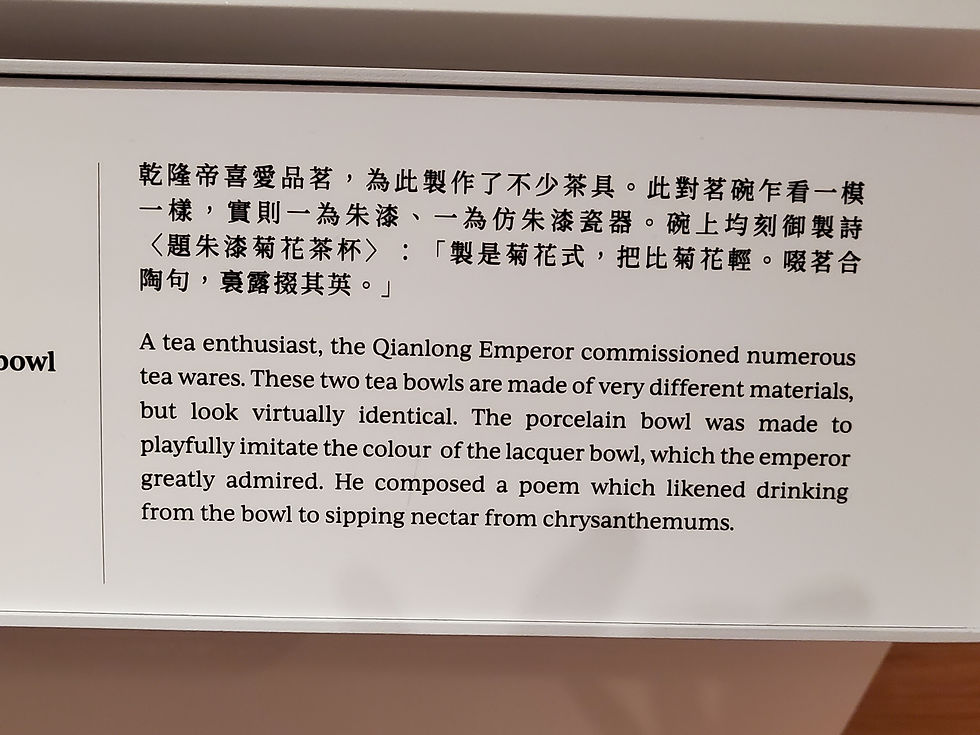 乾隆帝喜愛品茗，為此製作了不少茶具。此對茗碗乍看一模
一樣，實則一為朱漆、一為仿朱漆瓷器。碗上均刻御製詩
〈題朱漆菊花茶杯〉：「製是菊花式，把比菊花輕。啜茗合
陶句，裛露掇其英。」
bowl
A tea enthusiast, the Qianlong Emperor commissioned numerous
tea wares. These two tea bowls are made of very different materials,
but look virtually identical. The porcelain bowl was made to
playfully imitate the colour of the lacquer bowl, which the emperor
greatly admired. He composed a poem which likened drinking
from the bowl to sipping nectar from chrysanthemums.